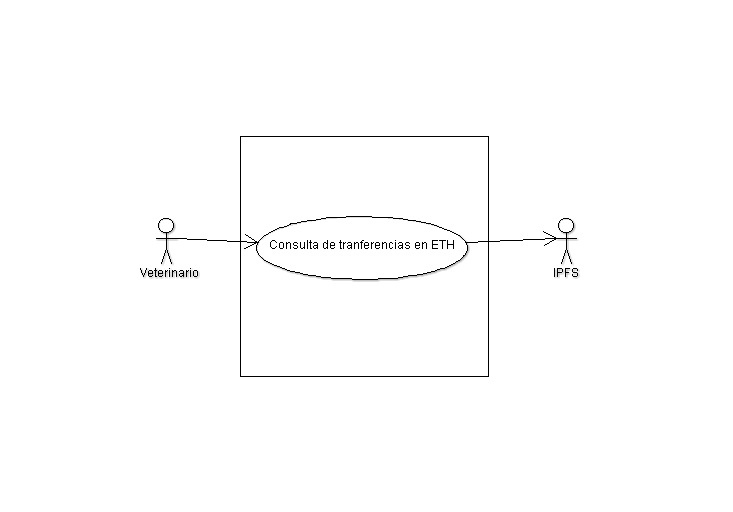 Consulta de tranferencias en ETH
Veterinario
IPFS